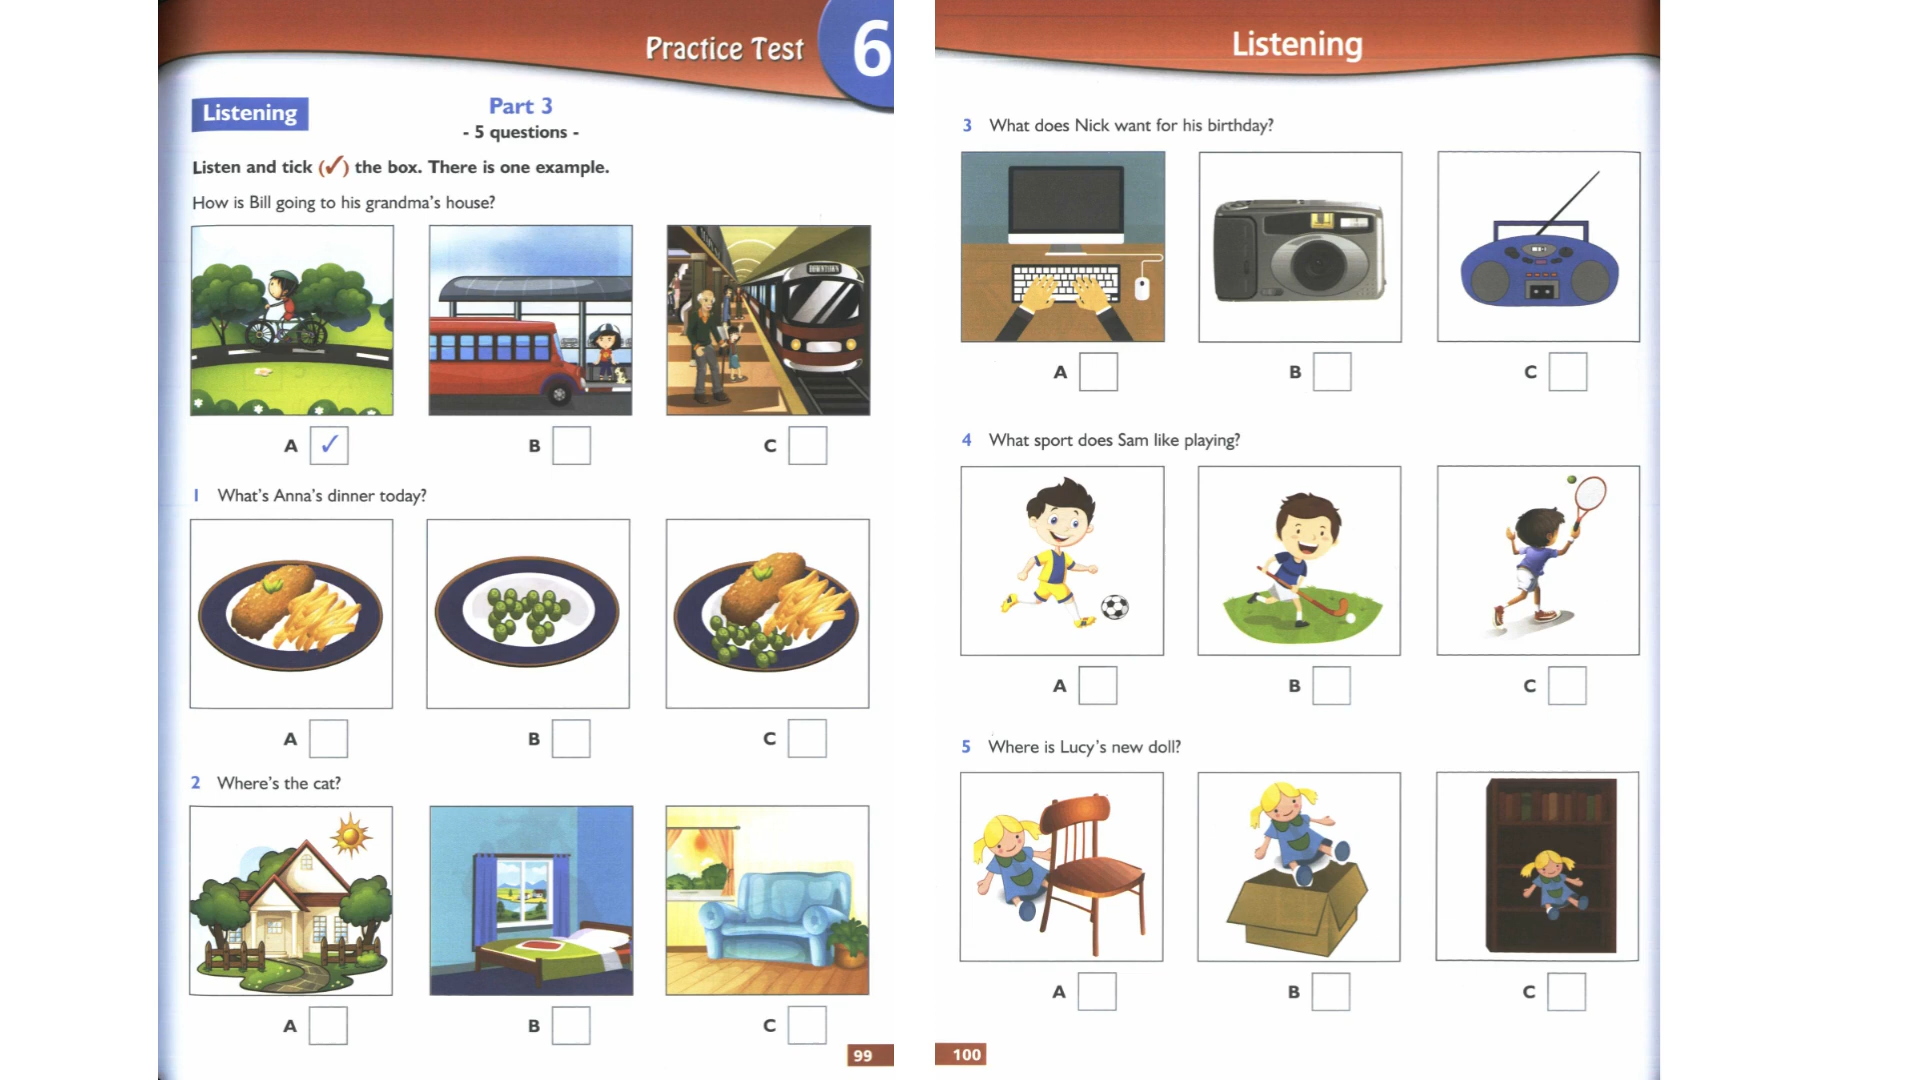 Practice Test 6
Listening
Part 3
- 5 questions -
Listen and tick (✓) the box. There is one example.
How is Bill going to his grandma's house?
DOWNTOWN
A ✓ B C
1 What's Anna's dinner today?
A B C
2 Where's the cat?
A B C
99
Listening
3 What does Nick want for his birthday?
A B C
4 What sport does Sam like playing?
A B C
5 Where is Lucy's new doll?
A B C
100